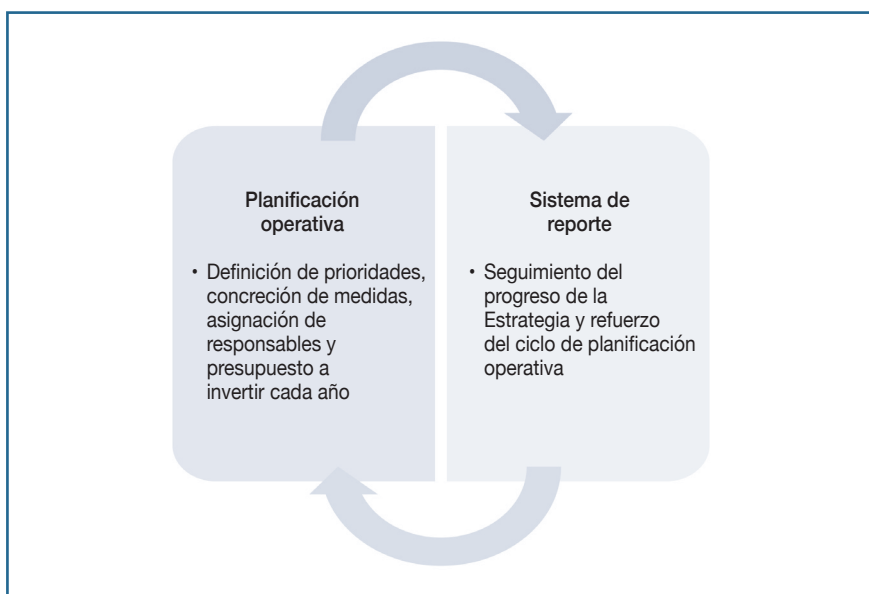 Planificación
operativa
• Definición de prioridades,
concreción de medidas,
asignación de
responsables y
presupuesto a
invertir cada año
Sistema de
reporte
• Seguimiento del
progreso de la
Estrategia y refuerzo
del ciclo de planificación
operativa